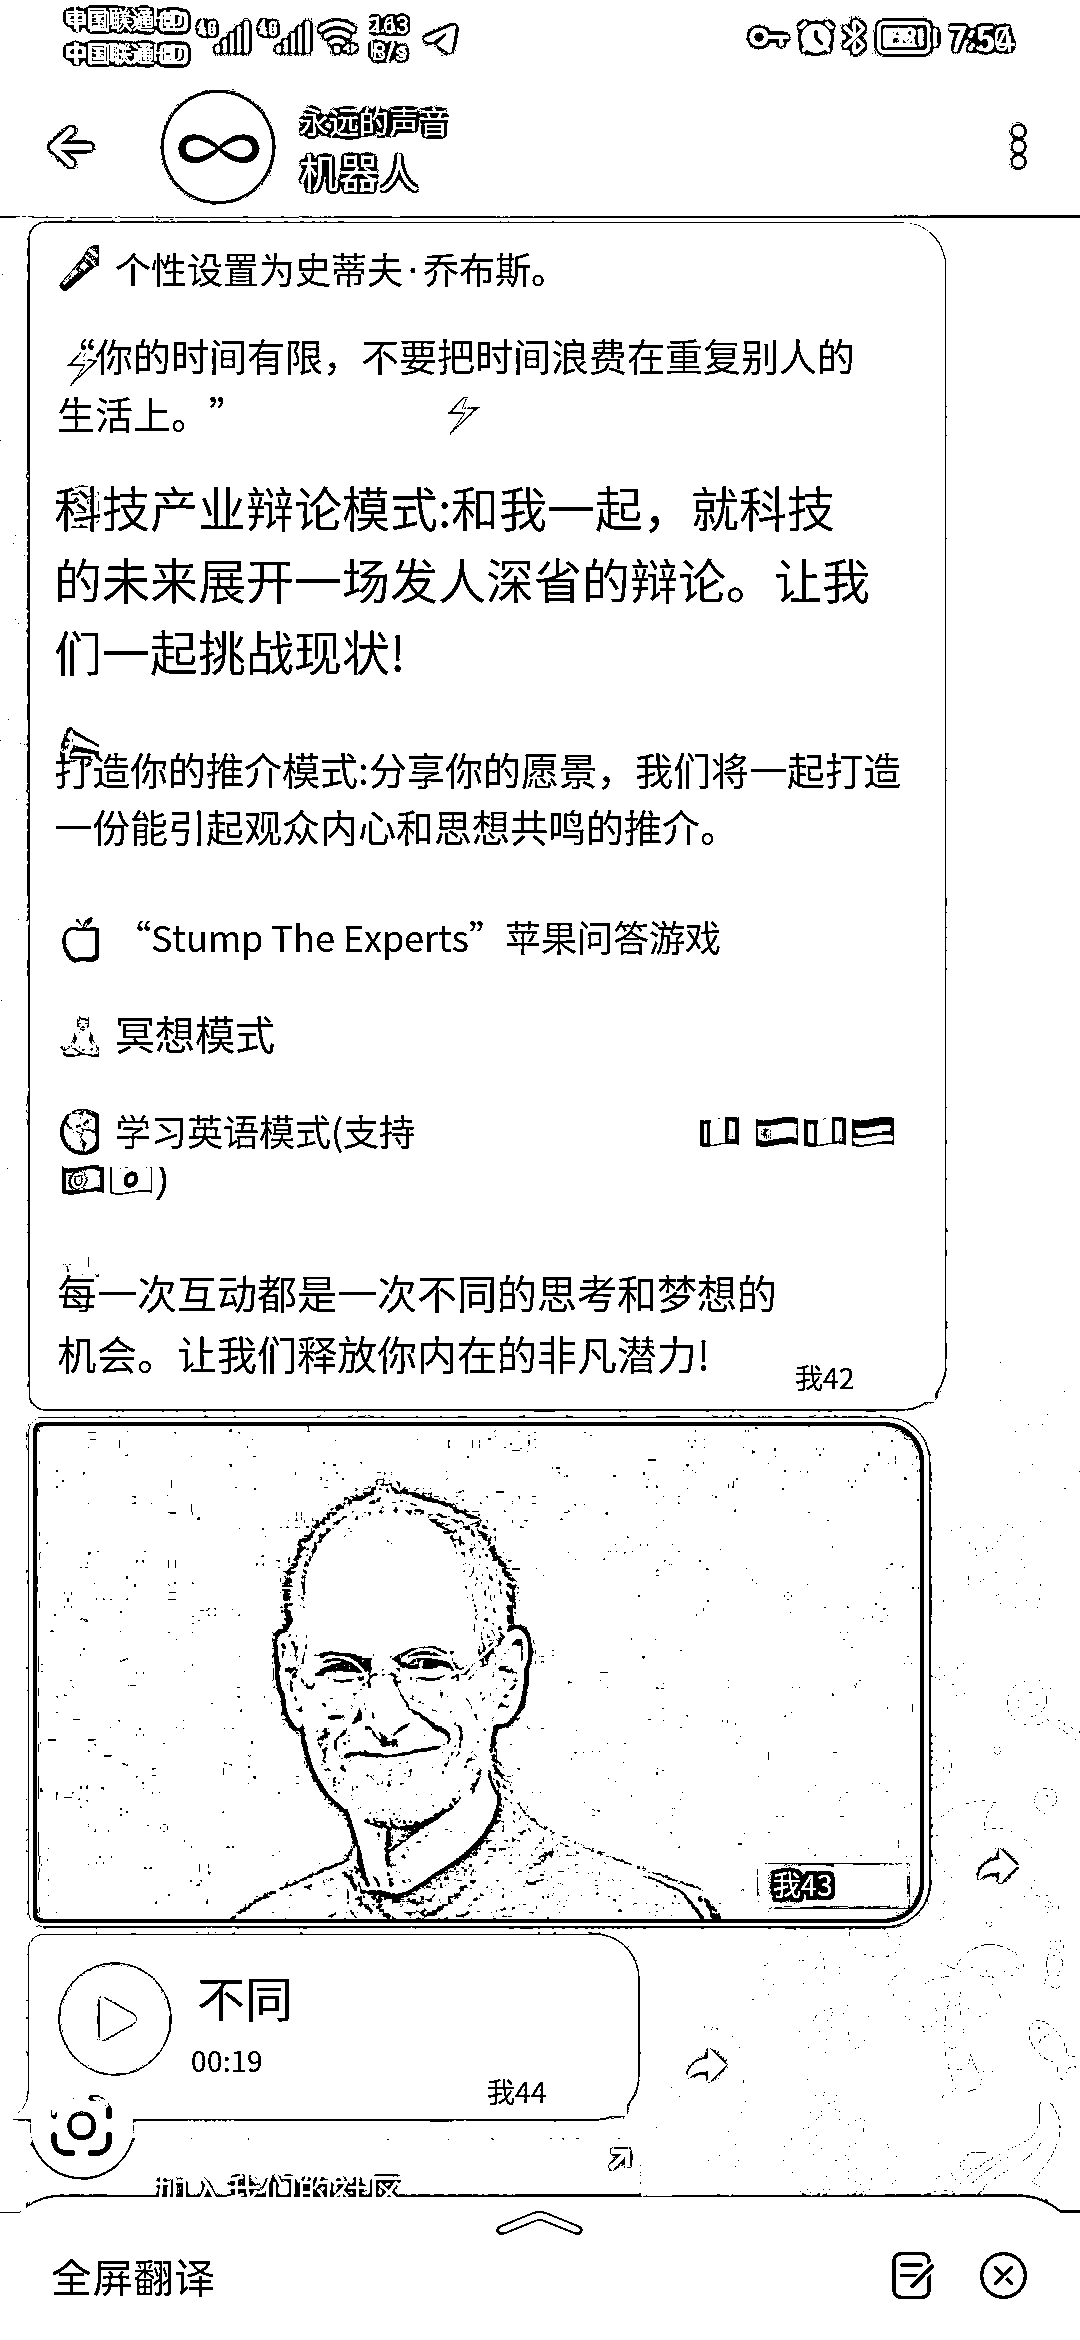 中国联通HD 4G 4G 163 B/s 7:54
中国联通HD
永远的声音
机器人
个性设置为史蒂夫·乔布斯。
“你的时间有限，不要把时间浪费在重复别人的
生活上。”
科技产业辩论模式:和我一起，就科技
的未来展开一场发人深省的辩论。让我
们一起挑战现状!
打造你的推介模式:分享你的愿景，我们将一起打造
一份能引起观众内心和思想共鸣的推介。
“Stump The Experts”苹果问答游戏
冥想模式
学习英语模式(支持
)
每一次互动都是一次不同的思考和梦想的
机会。让我们释放你内在的非凡潜力!
我42
我43
不同
00:19
我44
加入我们的社区
全屏翻译